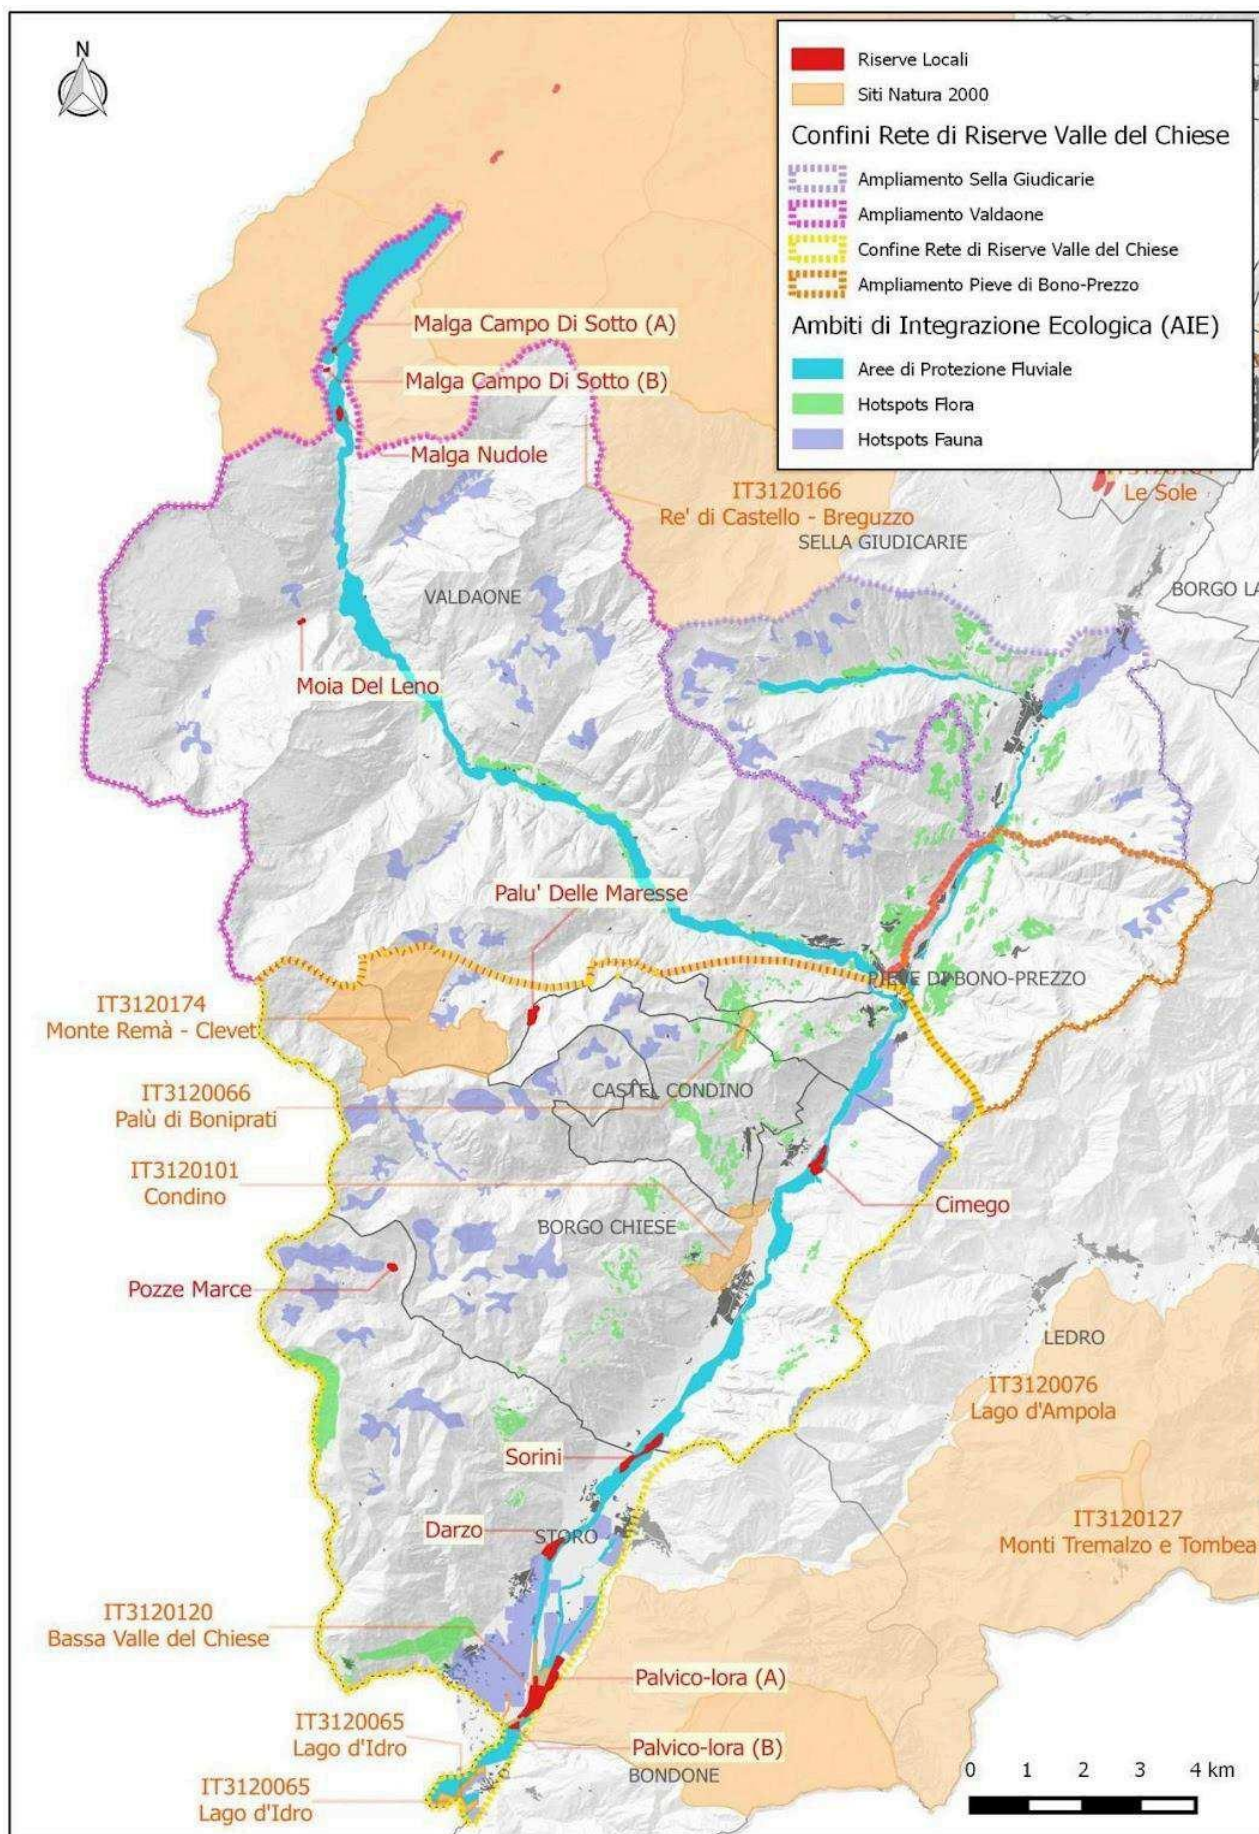 N
Riserve Locali
Siti Natura 2000
Confini Rete di Riserve Valle del Chiese
Ampliamento Sella Giudicarie
Ampliamento Valdaone
Confine Rete di Riserve Valle del Chiese
Ampliamento Pieve di Bono-Prezzo
Ambiti di Integrazione Ecologica (AIE)
Aree di Protezione Fluviale
Hotspots Flora
Hotspots Fauna
Malga Campo Di Sotto (A)
Malga Campo Di Sotto (B)
Malga Nudole
Le Sole
IT3120166
Re' di Castello - Breguzzo
SELLA GIUDICARIE
VALDAONE
BORGO LA
Moia Del Leno
Palu' Delle Maresse
PIEVE DI BONO-PREZZO
IT3120174
Monte Remà - Clevet
IT3120066
Palù di Boniprati
CASTEL CONDINO
IT3120101
Condino
Cimego
BORGO CHIESE
Pozze Marce
LEDRO
IT3120076
Lago d'Ampola
Sorini
Darzo
STORO
IT3120127
Monti Tremalzo e Tombea
IT3120120
Bassa Valle del Chiese
Palvico-lora (A)
IT3120065
Lago d'Idro
Palvico-lora (B)
BONDONE
IT3120065
Lago d'Idro
0 1 2 3 4 km